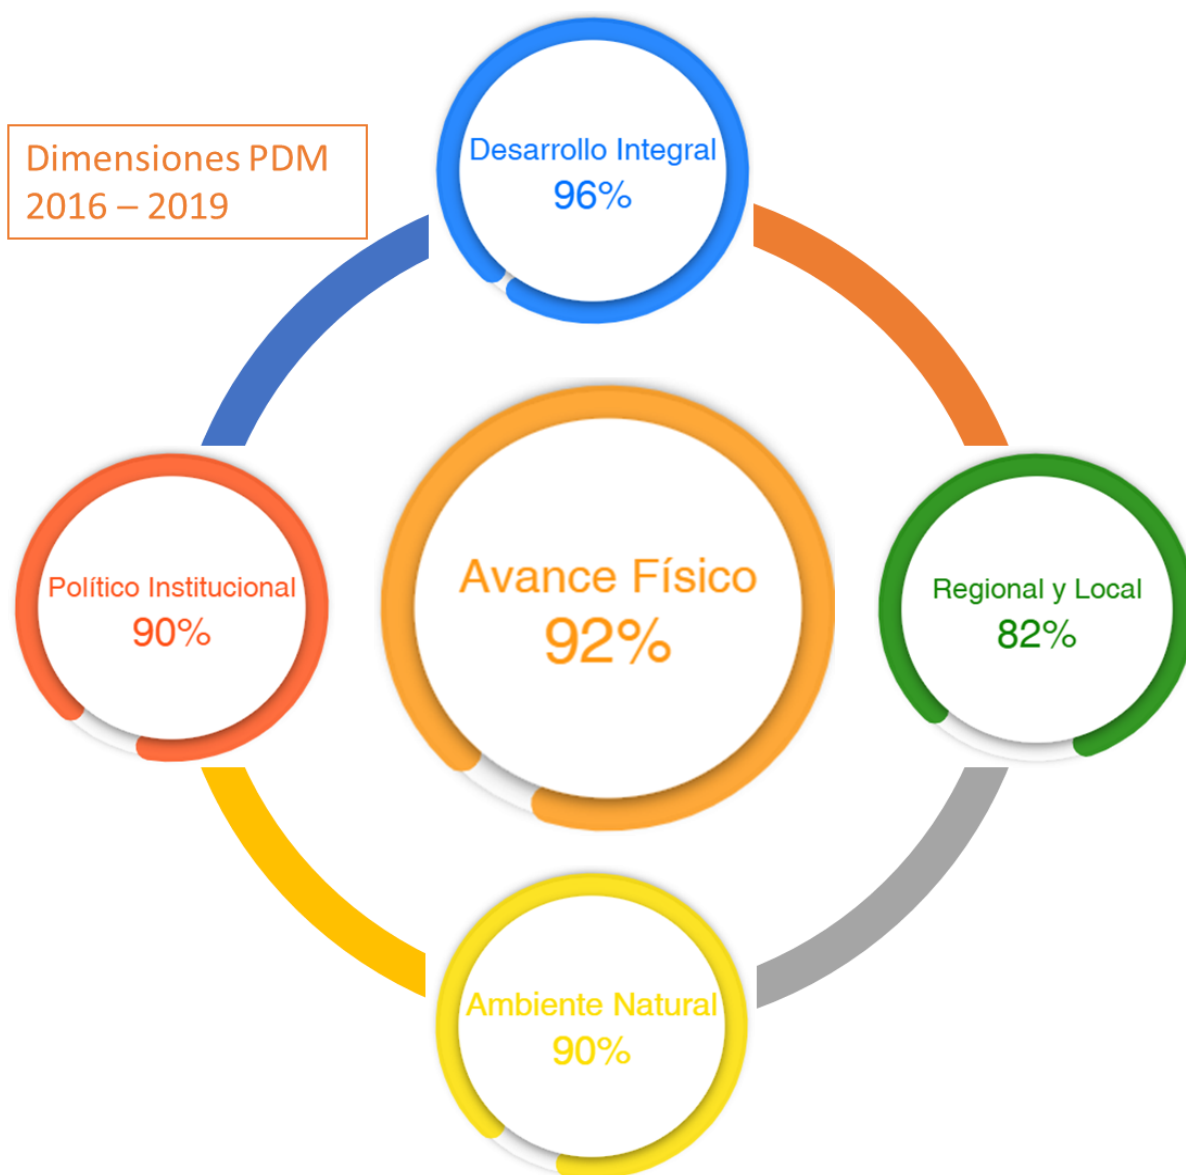 Dimensiones PDM
2016 – 2019
Desarrollo Integral
96%
Político Institucional
90%
Avance Físico
92%
Regional y Local
82%
Ambiente Natural
90%